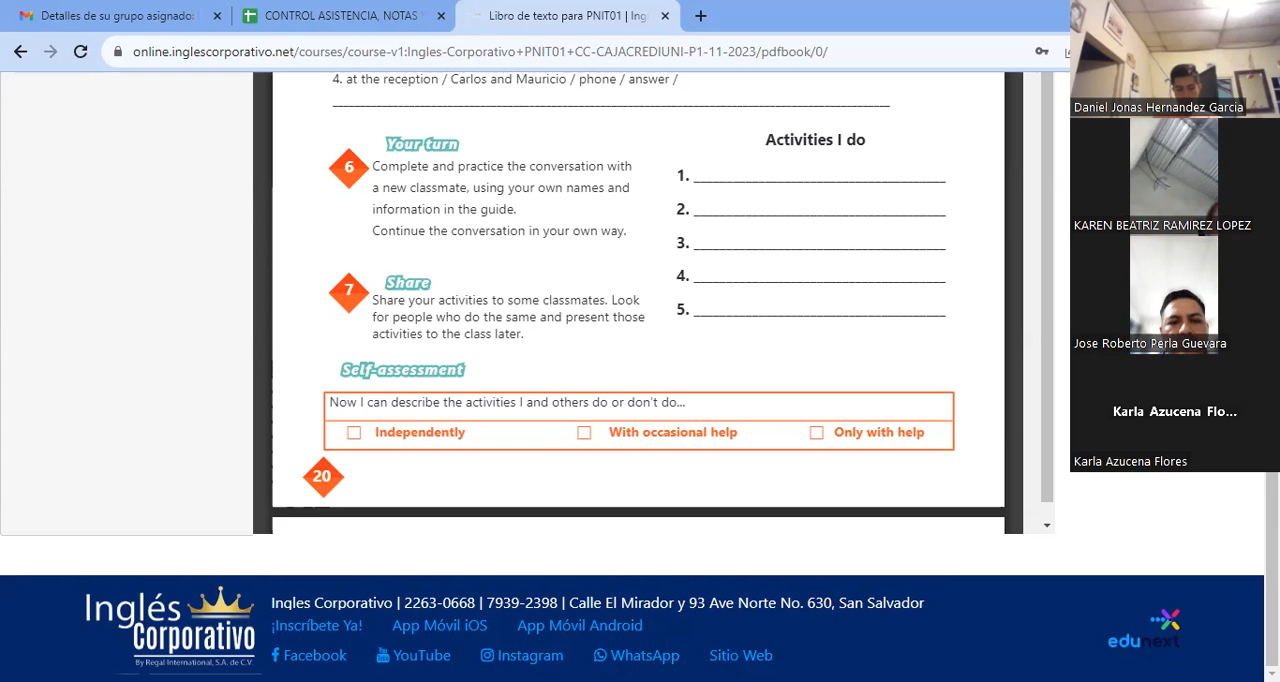 Detalles de su grupo asignado:
CONTROL ASISTENCIA, NOTAS Y
Libro de texto para PNIT01 | Ing
online.inglescorporativo.net/courses/course-v1:Ingles-Corporativo+PNIT01+CC-CAJACREDIUNI-P1-11-2023/pdfbook/0/
4. at the reception / Carlos and Mauricio / phone / answer /
Your turn
6
Complete and practice the conversation with
a new classmate, using your own names and
information in the guide.
Continue the conversation in your own way.
7
Share
Share your activities to some classmates. Look
for people who do the same and present those
activities to the class later.
Activities I do
1.
2.
3.
4.
5.
Self-assessment
Now I can describe the activities I and others do or don't do...
Independently
With occasional help
Only with help
20
Daniel Jonas Hernandez Garcia
KAREN BEATRIZ RAMIREZ LOPEZ
Jose Roberto Perla Guevara
Karla Azucena Flo...
Karla Azucena Flores
Inglés
Corporativo
By Regal International, S.A. de C.V.
Ingles Corporativo | 2263-0668 | 7939-2398 | Calle El Mirador y 93 Ave Norte No. 630, San Salvador
¡Inscríbete Ya! App Móvil iOS App Móvil Android
Facebook YouTube Instagram WhatsApp Sitio Web
edunext